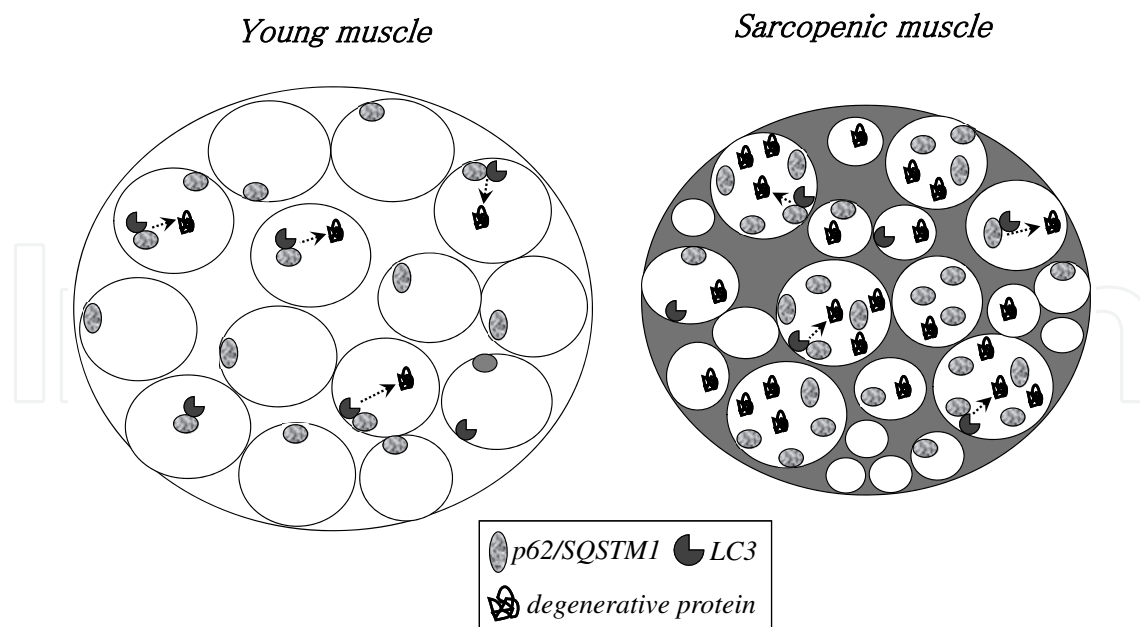 Young muscle
Sarcopenic muscle
p62/SQSTM1 LC3
degenerative protein